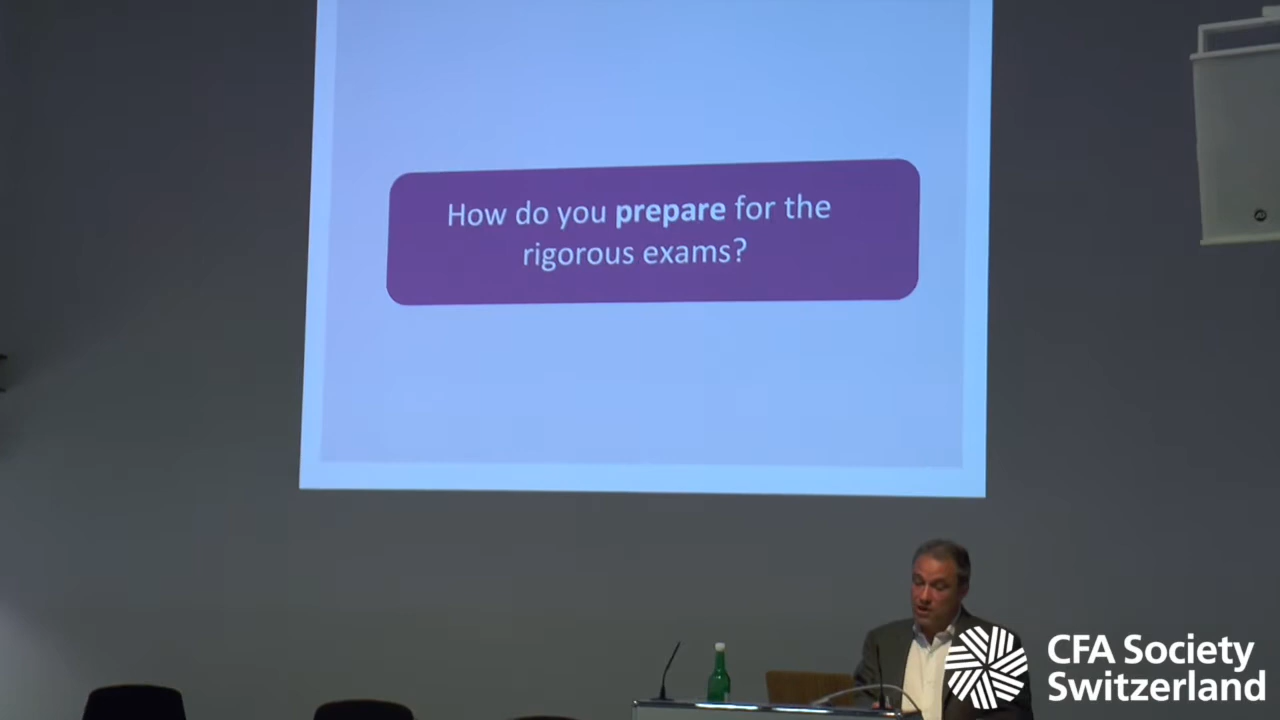 How do you prepare for the
rigorous exams?
CFA Society
Switzerland